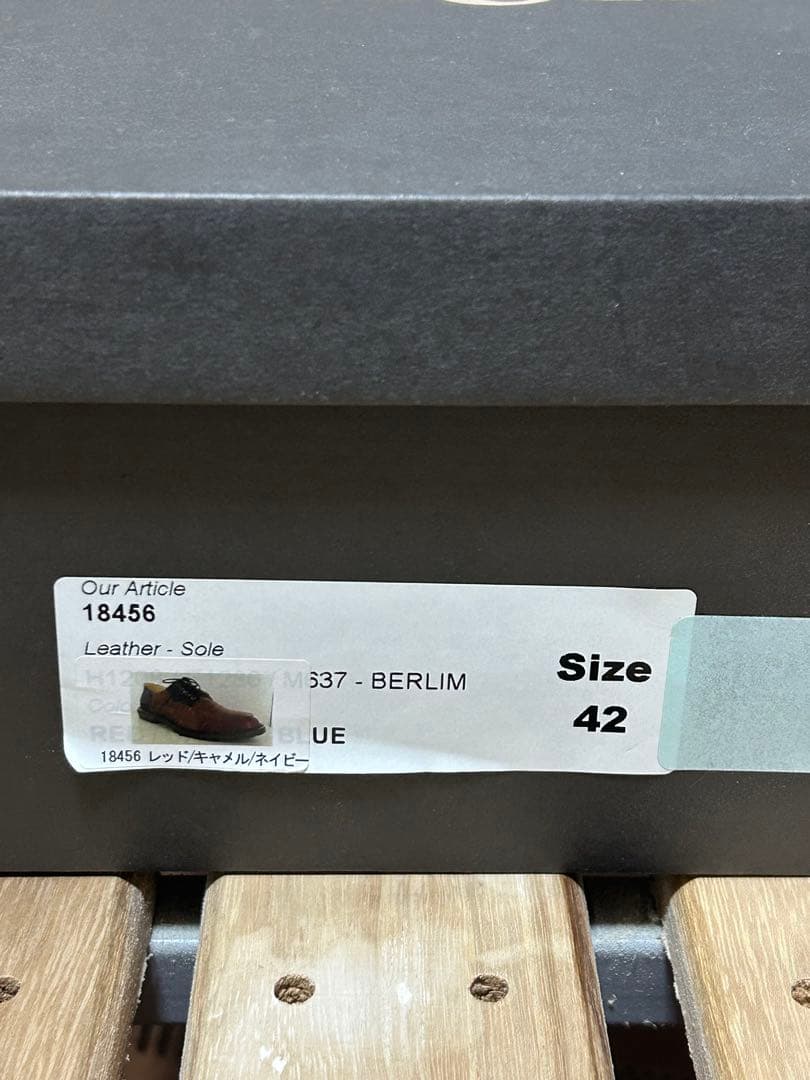 Our Article
18456
Leather - Sole
M637 - BERLIM
BLUE
Size
42
18456 レッド/キャメル/ネイビー